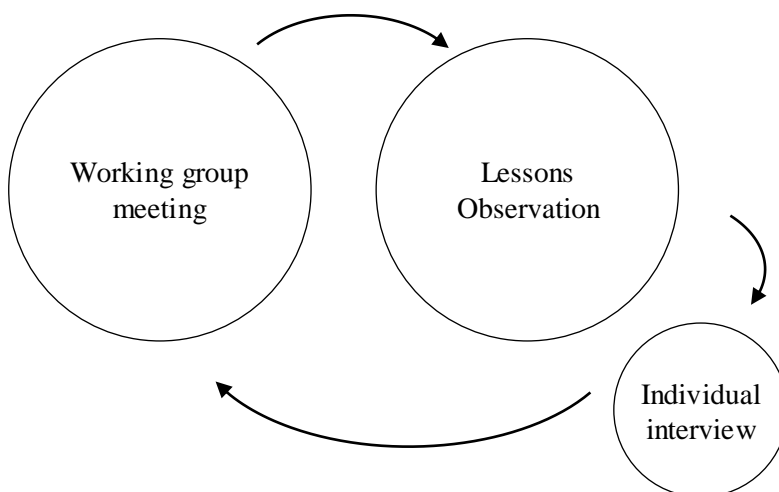 Working group
meeting
Lessons
Observation
Individual
interview